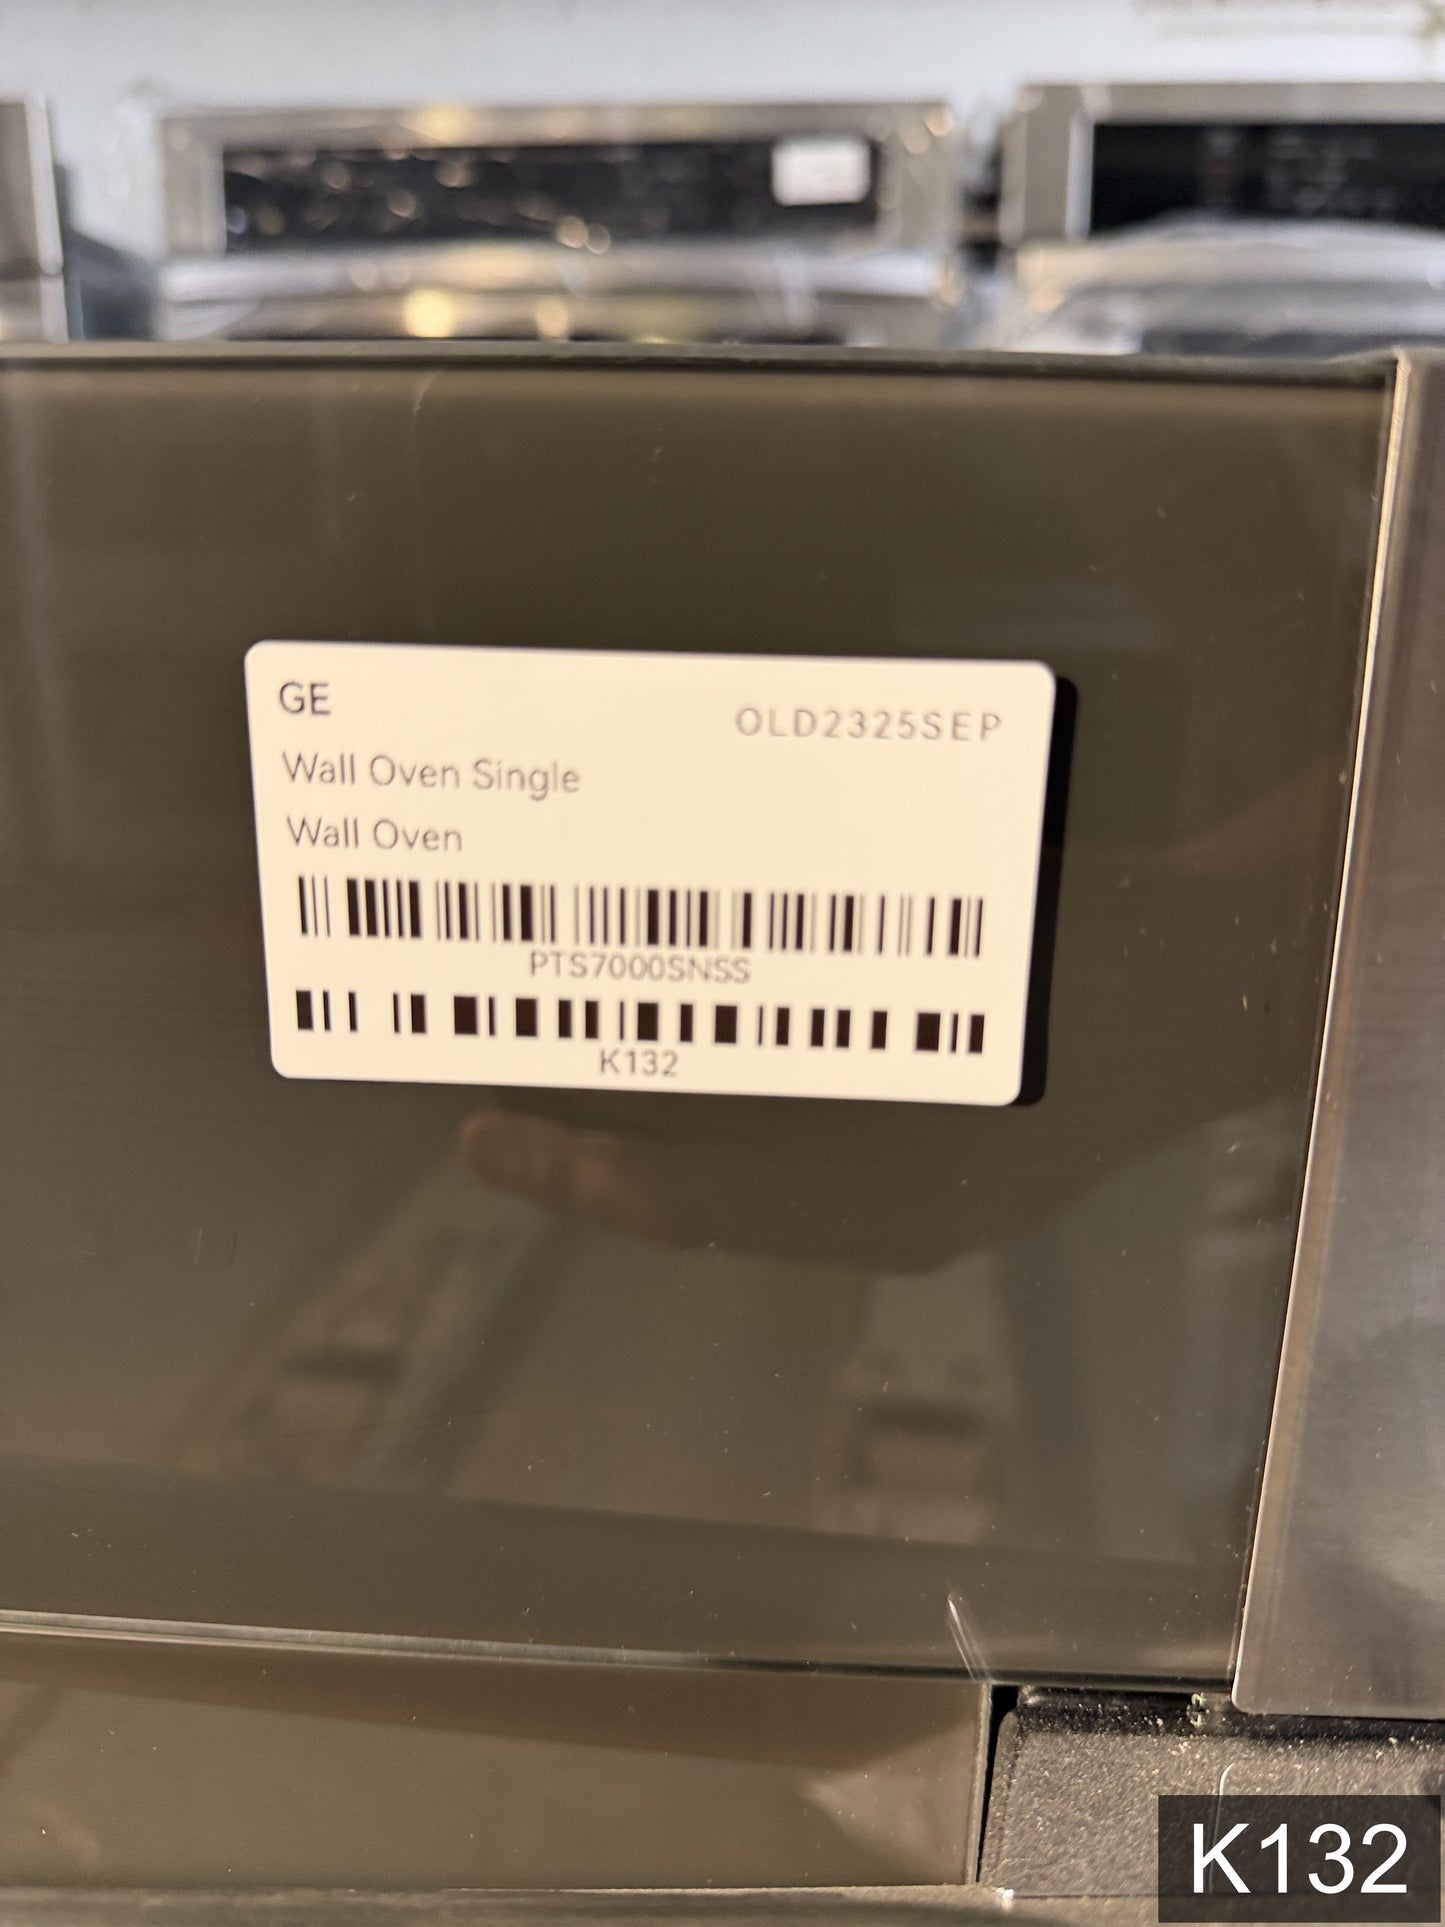 GE
OLD2325SEP
Wall Oven Single
Wall Oven
PTS7000SNSS
K132
K132